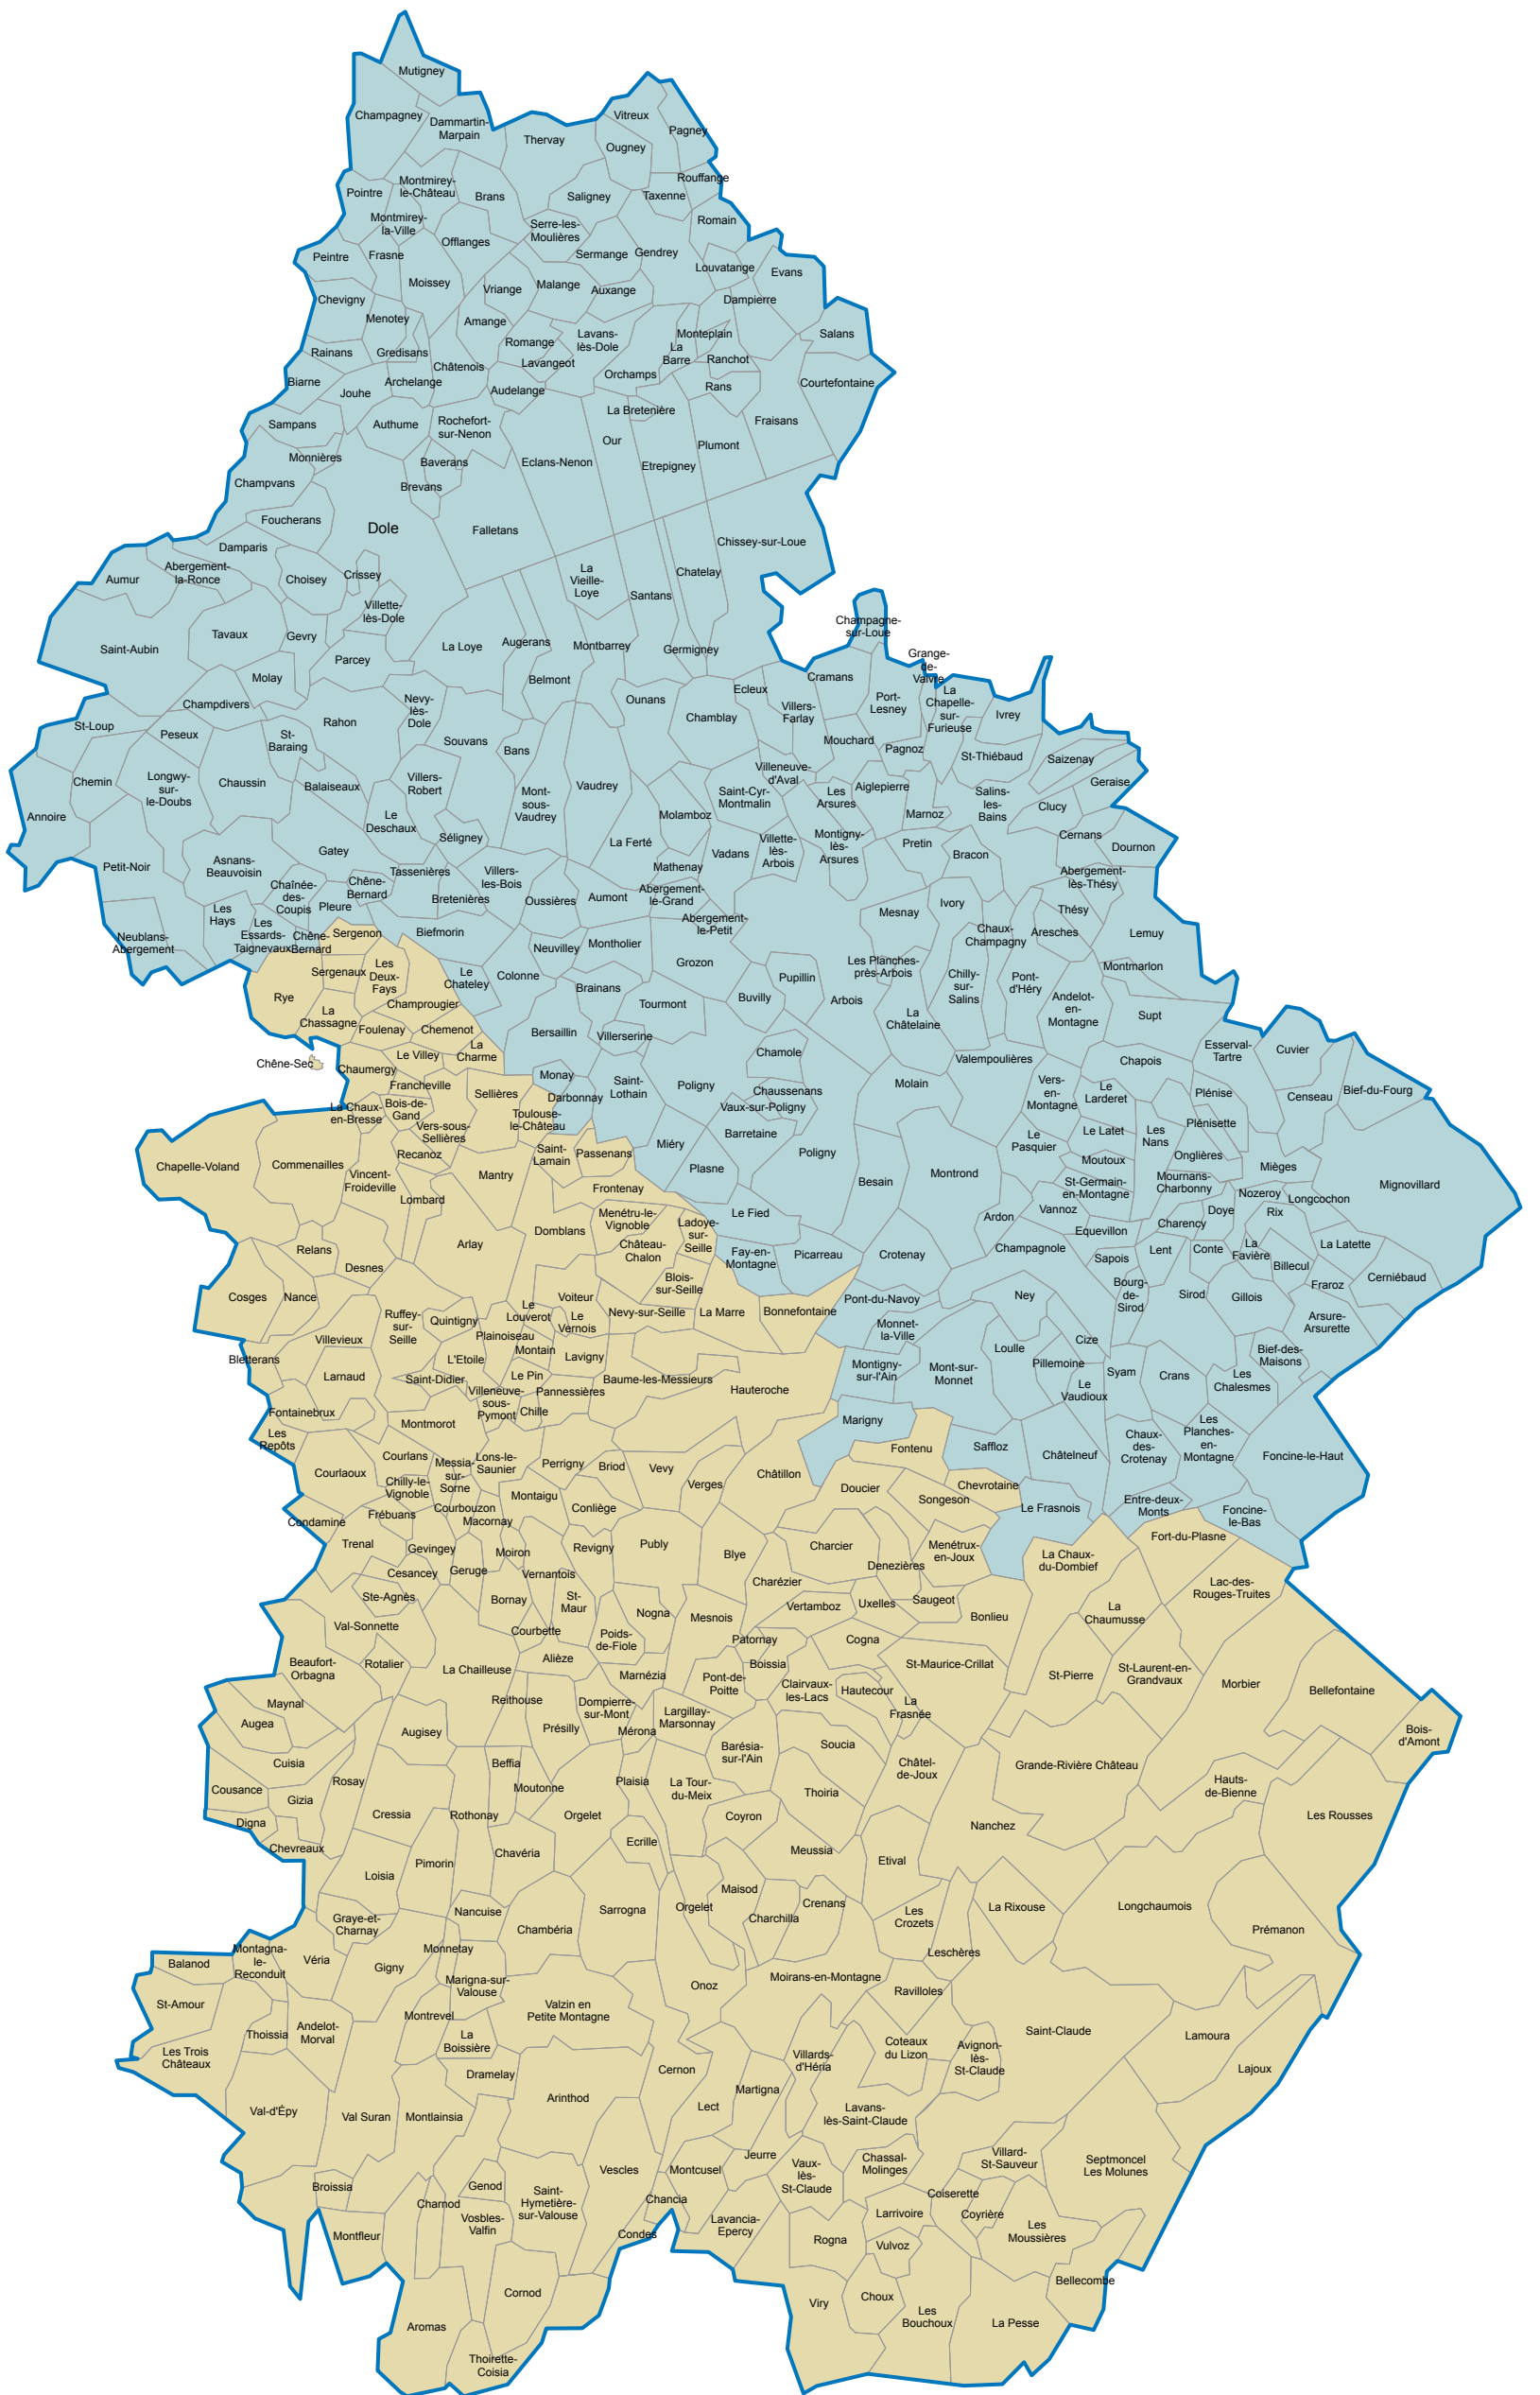 Mutigney
Champagney
Dammartin-
Marpain
Thervay
Vitreux
Pagney
Ougney
Rouffange
Pointre
Montmirey-
le-Château
Brans
Saligney
Taxenne
Montmirey-
la-Ville
Serre-les-
Moulières
Romain
Offlanges
Peintre
Frasne
Sermange
Gendrey
Louvatange
Evans
Moissey
Vriange
Malange
Auxange
Chevigny
Dampierre
Menotey
Amange
Salans
Romange
Lavans-
lès-Dole
Monteplain
Rainans
Gredisans
Châtenois
Lavangeot
La
Barre
Ranchot
Biarne
Jouhe
Archelange
Audelange
Orchamps
Rans
Courtefontaine
La Bretenière
Sampans
Authume
Rochefort-
sur-Nenon
Our
Plumont
Fraisans
Monnières
Baverans
Eclans-Nenon
Etrepigney
Champvans
Brevans
Foucherans
Dole
Falletans
Chissey-sur-Loue
Damparis
Aumur
Abergement-
la-Ronce
Choisey
Crissey
La
Vieille-
Loye
Chatelay
Santans
Villette-
lès-Dole
Champagne-
sur-Loue
Saint-Aubin
Tavaux
Gevry
La Loye
Augerans
Montbarrey
Germigney
Grange-
de-
Vaivre
Parcey
Molay
Belmont
Cramans
Ecleux
Champdivers
Nevy-
lès-
Dole
Ounans
Port-
Lesney
La
Chapelle-
sur-
Furieuse
St-Loup
Rahon
Chamblay
Villers-
Farlay
Ivrey
Peseux
St-
Baraing
Souvans
Bans
Mouchard
Pagnoz
St-Thiébaud
Saizenay
Chemin
Longwy-
sur-
le-Doubs
Chaussin
Balaiseaux
Villers-
Robert
Vaudrey
Villeneuve-
d'Aval
Aiglepierre
Geraise
Annoire
Le
Deschaux
Mont-
sous-
Vaudrey
Saint-Cyr-
Montmalin
Les
Arsures
Salins-
les-
Bains
Clucy
Molamboz
Marnoz
Cernans
Gatey
Séligney
La Ferté
Villette-
lès-
Arbois
Montigny-
lès-
Arsures
Pretin
Dournon
Petit-Noir
Asnans-
Beauvoisin
Tassenières
Villers-
les-Bois
Mathenay
Vadans
Bracon
Abergement-
lès-Thésy
Chaînée-
des-
Coupis
Chêne-
Bernard
Bretenières
Oussières
Aumont
Abergement-
le-Grand
Ivory
Pleure
Les
Hays
Mesnay
Thésy
Neublans-
Abergement
Les
Essards-
Taignevaux
Chêne-
Bernard
Sergenon
Biefmorin
Neuvilley
Montholier
Abergement-
le-Petit
Chaux-
Champagny
Aresches
Lemuy
Rye
Sergenaux
Les
Deux-
Fays
Le
Chateley
Colonne
Grozon
Pupillin
Les Planches-
près-Arbois
Chilly-
sur-
Salins
Pont-
d'Héry
Montmarlon
Brainans
Buvilly
Arbois
La
Chassagne
Champrougier
Tourmont
La
Châtelaine
Andelot-
en-
Montagne
Supt
Foulenay
Chemenot
Bersaillin
Villerserine
Chêne-Sec
Le Villey
La
Charme
Chamole
Valempoulières
Esserval-
Tartre
Cuvier
Chaumergy
Monay
Poligny
Chapois
Francheville
Sellières
Darbonnay
Saint-
Lothain
Chaussenans
Molain
Vers-
en-
Montagne
Le
Larderet
Plénise
Censeau
Bief-du-Fourg
La Chaux-
en-Bresse
Bois-de-
Gand
Toulouse-
le-Château
Vaux-sur-Poligny
Plénisette
Vers-sous-
Sellières
Barretaine
Le
Pasquier
Le Latet
Les
Nans
Chapelle-Voland
Commenailles
Recanoz
Saint-
Lamain
Passenans
Miéry
Poligny
Moutoux
Onglières
Mièges
Vincent-
Froideville
Mantry
Plasne
Montrond
Mournans-
Charbonny
Mignovillard
Lombard
Frontenay
Besain
St-Germain-
en-Montagne
Nozeroy
Longcochon
Domblans
Menétru-le-
Vignoble
Ladoye-
sur-
Seille
Le Fied
Ardon
Vannoz
Doye
Rix
Equevillon
Charency
Relans
Arlay
Château-
Chalon
Fay-en-
Montagne
Picarreau
Crotenay
Champagnole
Sapois
Lent
Conte
La
Favière
La Latette
Desnes
Blois-
sur-Seille
Billecul
Cerniébaud
Cosges
Nance
Voiteur
Ney
Bourg-
de-
Sirod
Sirod
Gillois
Fraroz
Ruffey-
sur-
Seille
Quintigny
Le
Louverot
Le
Vernois
Nevy-sur-Seille
La Marre
Bonnefontaine
Pont-du-Navoy
Arsure-
Arsurette
Villevieux
Plainoiseau
Monnet-
la-Ville
Cize
Bletterans
L'Etoile
Montain
Lavigny
Loulle
Pillemoine
Bief-des-
Maisons
Larnaud
Saint-Didier
Le Pin
Baume-les-Messieurs
Hauteroche
Montigny-
sur-l'Ain
Mont-sur-
Monnet
Le
Vaudioux
Syam
Crans
Les
Chalesmes
Villeneuve-
sous-
Pymont
Pannessières
Fontainebrux
Chille
Montmorot
Marigny
Les
Repôts
Fontenu
Saffloz
Châtelneuf
Chaux-
des-
Crotenay
Les
Planches-
en-
Montagne
Foncine-le-Haut
Courlans
Messia-
sur-
Sorne
Lons-le-
Saunier
Perrigny
Briod
Vevy
Verges
Châtillon
Courlaoux
Chilly-le-
Vignoble
Doucier
Chevrotaine
Montaigu
Conliège
Songeson
Le Frasnois
Entre-deux-
Monts
Foncine-
le-Bas
Condamine
Frébuans
Courbouzon
Macornay
Trenal
Gevingey
Moiron
Revigny
Publy
Blye
Charcier
Menétrux-
en-Joux
La Chaux-
du-Dombief
Fort-du-Plasne
Cesancey
Geruge
Vernantois
Charézier
Denezières
Lac-des-
Rouges-Truites
Ste-Agnès
Bornay
St-
Maur
Nogna
Mesnois
Vertamboz
Uxelles
Saugeot
Bonlieu
La
Chaumusse
Val-Sonnette
Courbette
Poids-
de-Fiole
Patornay
Cogna
Beaufort-
Orbagna
Rotalier
La Chailleuse
Alièze
Marnézia
Pont-de-
Poitte
Boissia
St-Maurice-Crillat
St-Pierre
St-Laurent-en-
Grandvaux
Morbier
Bellefontaine
Maynal
Clairvaux-
les-Lacs
Hautecour
Augea
Reithouse
Dompierre-
sur-Mont
Largillay-
Marsonnay
La
Frasnée
Augisey
Présilly
Mérona
Bois-
d'Amont
Barésia-
sur-l'Ain
Soucia
Cuisia
Beffia
Châtel-
de-Joux
Grande-Rivière Château
Cousance
Rosay
Moutonne
Plaisia
La Tour-
du-Meix
Thoiria
Hauts-
de-Bienne
Gizia
Cressia
Rothonay
Orgelet
Coyron
Les Rousses
Digna
Nanchez
Chevreaux
Chavéria
Ecrille
Meussia
Etival
Loisia
Pimorin
Maisod
Graye-et-
Charnay
Nancuise
Chambéria
Sarrogna
Orgelet
Charchilla
Crenans
Les
Crozets
La Rixouse
Longchaumois
Prémanon
Balanod
Montagna-
le-
Reconduit
Véria
Gigny
Monnetay
Leschères
Marigna-sur-
Valouse
Onoz
Moirans-en-Montagne
Ravilloles
St-Amour
Montrevel
Valzin en
Petite Montagne
Thoissia
Andelot-
Morval
La
Boissière
Saint-Claude
Lamoura
Les Trois
Châteaux
Coteaux
du Lizon
Avignon-
lès-
St-Claude
Villards-
d'Héria
Lajoux
Dramelay
Cernon
Arinthod
Martigna
Val-d'Épy
Val Suran
Montlainsia
Lect
Lavans-
lès-Saint-Claude
Jeurre
Villard-
St-Sauveur
Septmoncel
Les Molunes
Broissia
Genod
Vescles
Montcusel
Vaux-
lès-
St-Claude
Chassal-
Molinges
Charnod
Saint-
Hymetière-
sur-Valouse
Chancia
Coiserette
Montfleur
Vosbles-
Valfin
Condes
Lavancia-
Epercy
Larrivoire
Coyrière
Rogna
Vulvoz
Les
Moussières
Cornod
Choux
Bellecombe
Viry
Aromas
Les
Bouchoux
La Pesse
Thoirette-
Coisia